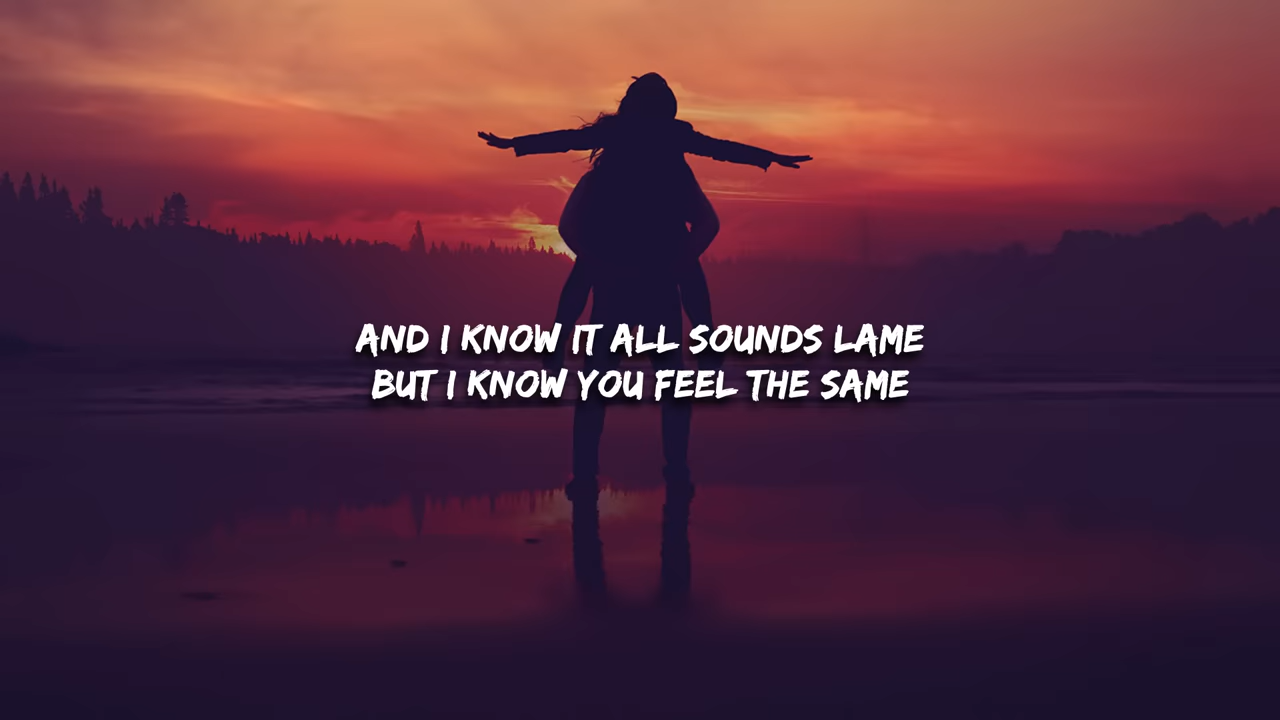 AND I KNOW IT ALL SOUNDS LAME
BUT I KNOW YOU FEEL THE SAME